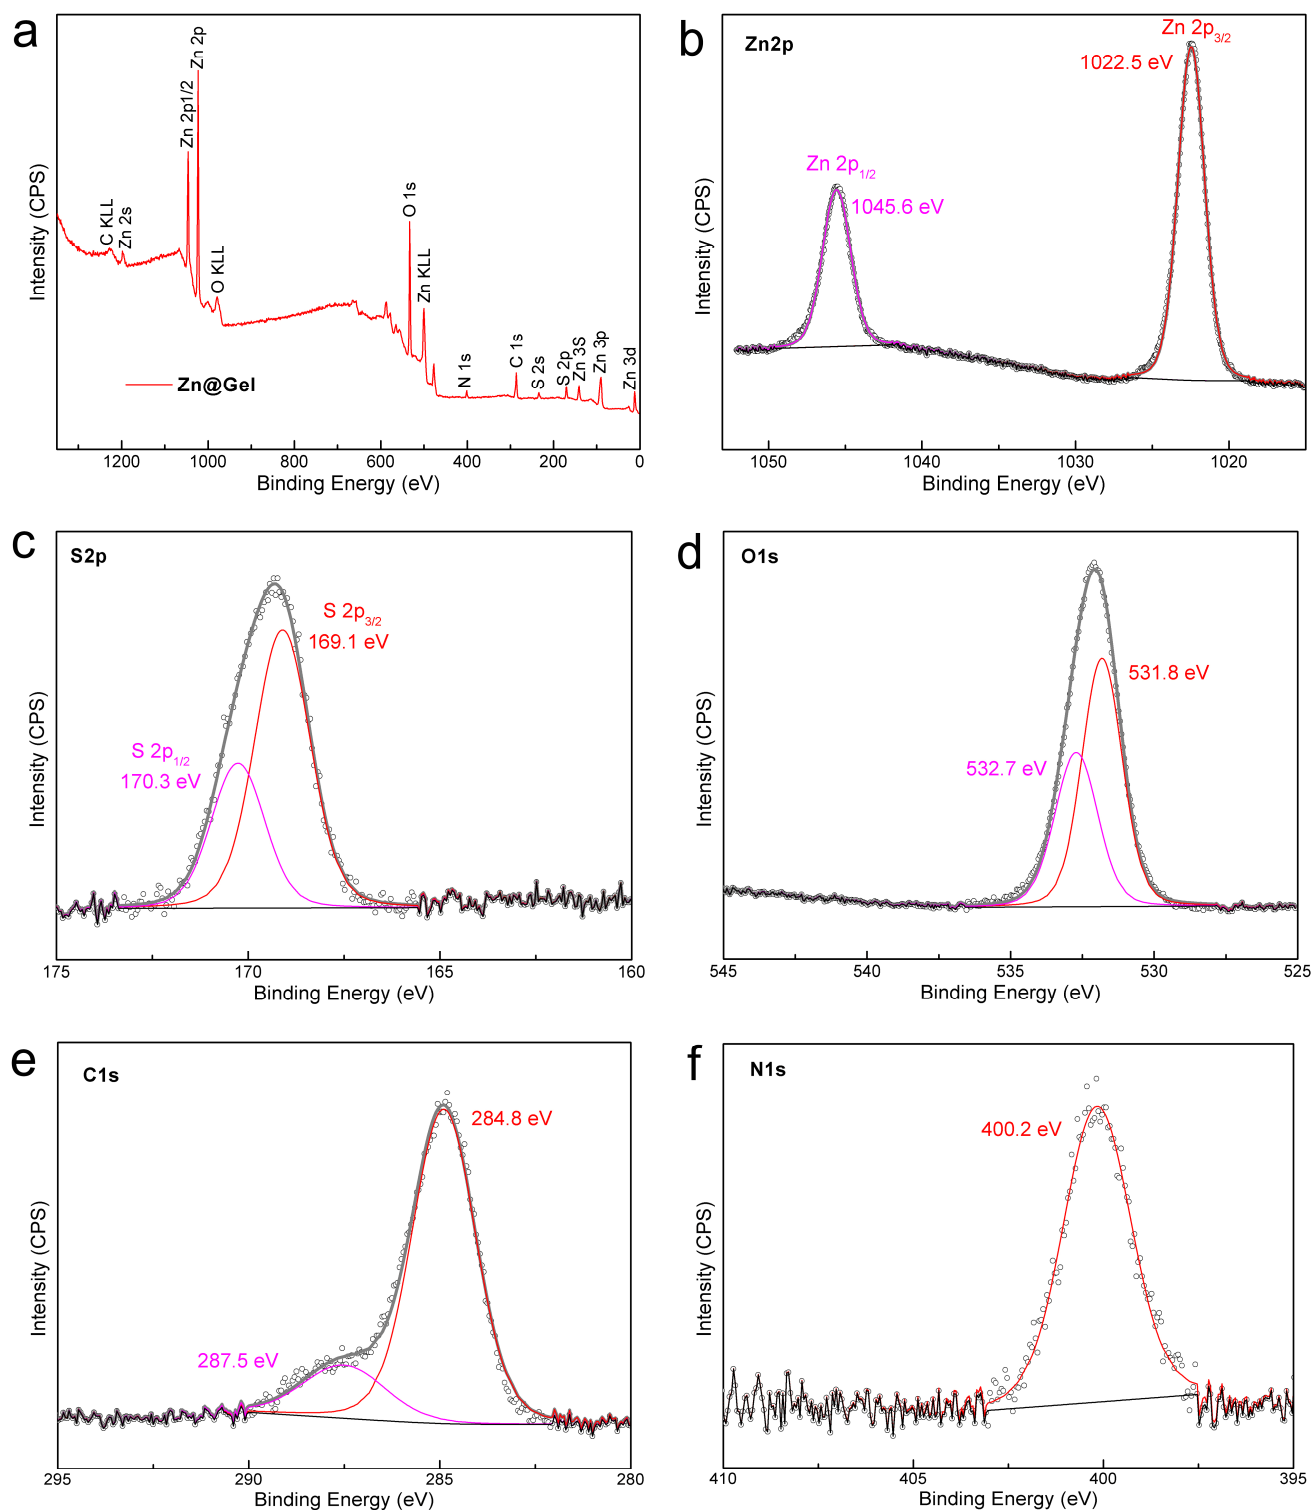 a
Intensity (CPS)
C KLL
Zn 2s
Zn 2p1/2
Zn 2p
O KLL
O 1s
Zn KLL
N 1s
C 1s
S 2s
S 2p
Zn 3S
Zn 3p
Zn 3d
Zn@Gel
1200 1000 800 600 400 200 0
Binding Energy (eV)
b
Zn2p
Zn 2p3/2
1022.5 eV
Zn 2p1/2
1045.6 eV
Intensity (CPS)
1050 1040 1030 1020
Binding Energy (eV)
c
S2p
S 2p3/2
169.1 eV
S 2p1/2
170.3 eV
Intensity (CPS)
175 170 165 160
Binding Energy (eV)
d
O1s
531.8 eV
532.7 eV
Intensity (CPS)
545 540 535 530 525
Binding Energy (eV)
e
C1s
284.8 eV
287.5 eV
Intensity (CPS)
295 290 285 280
Binding Energy (eV)
f
N1s
400.2 eV
Intensity (CPS)
410 405 400 395
Binding Energy (eV)